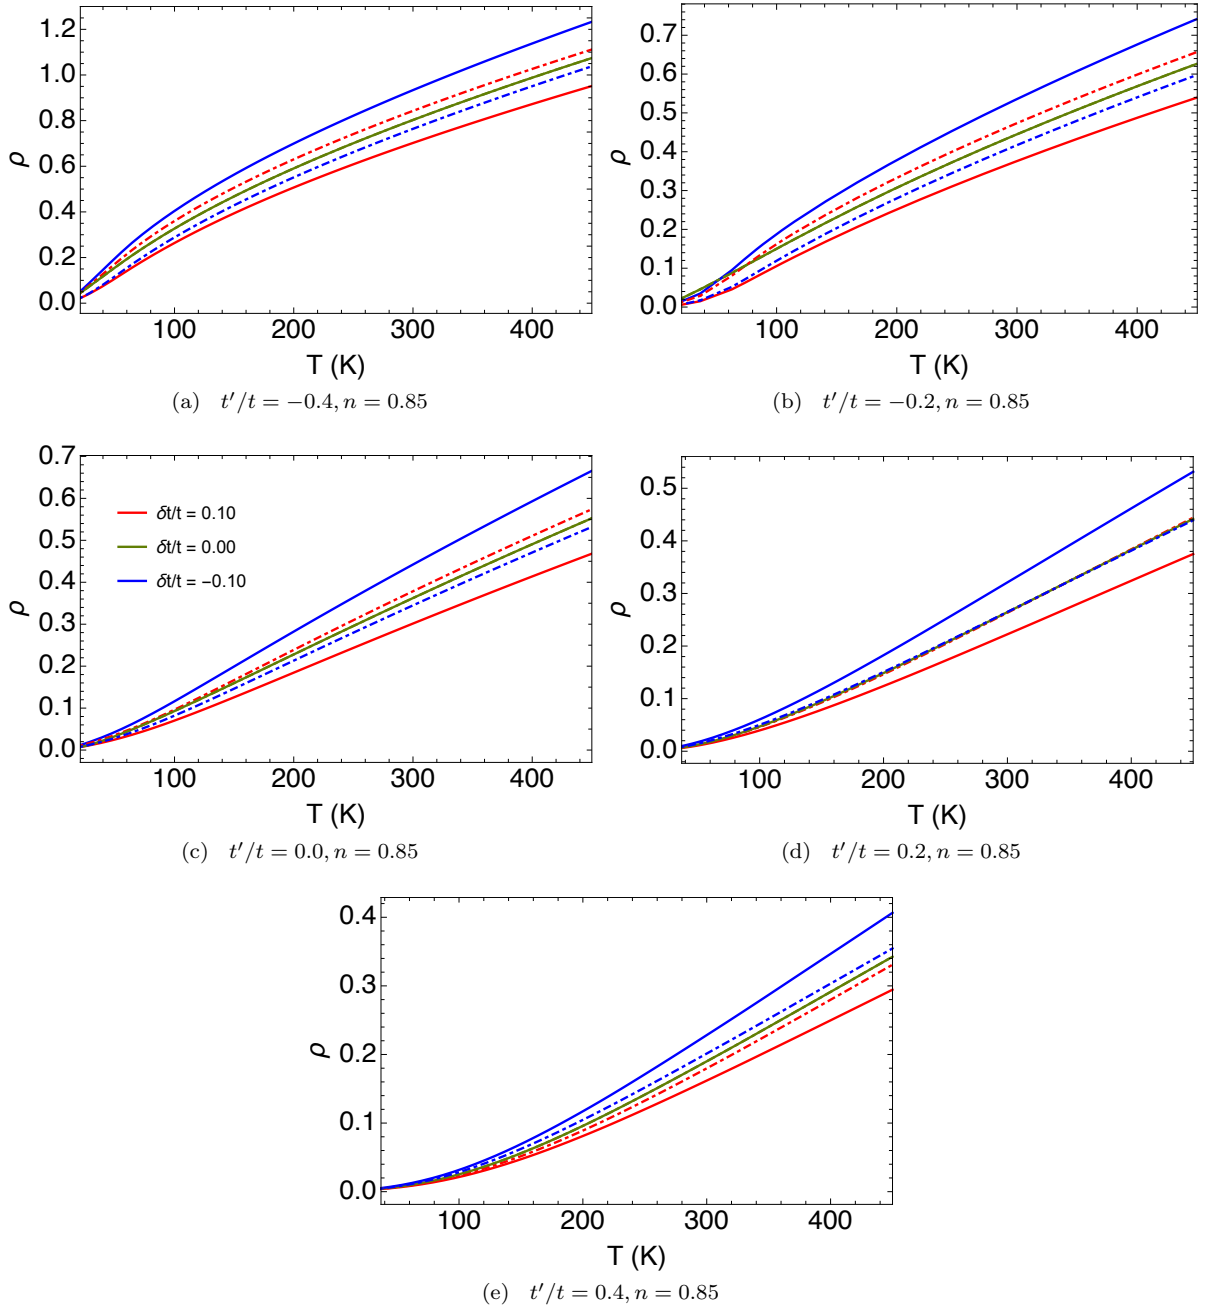 1.2
1.0
0.8
0.6
0.4
0.2
0.0
ρ
100 200 300 400
T (K)
(a) t′/t = −0.4, n = 0.85
0.7
0.6
0.5
0.4
0.3
0.2
0.1
0.0
ρ
100 200 300 400
T (K)
(b) t′/t = −0.2, n = 0.85
0.7
0.6
0.5
0.4
0.3
0.2
0.1
0.0
ρ
δt/t = 0.10
δt/t = 0.00
δt/t = −0.10
100 200 300 400
T (K)
(c) t′/t = 0.0, n = 0.85
0.5
0.4
0.3
0.2
0.1
0.0
ρ
100 200 300 400
T (K)
(d) t′/t = 0.2, n = 0.85
0.4
0.3
0.2
0.1
0.0
ρ
100 200 300 400
T (K)
(e) t′/t = 0.4, n = 0.85